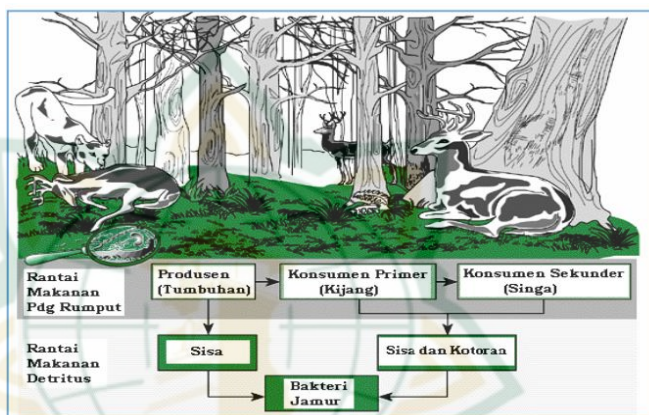 Rantai
Makanan
Pdg Rumput
Produsen
(Tumbuhan)
Konsumen Primer
(Kijang)
Konsumen Sekunder
(Singa)
Rantai
Makanan
Detritus
Sisa
Sisa dan Kotoran
Bakteri
Jamur